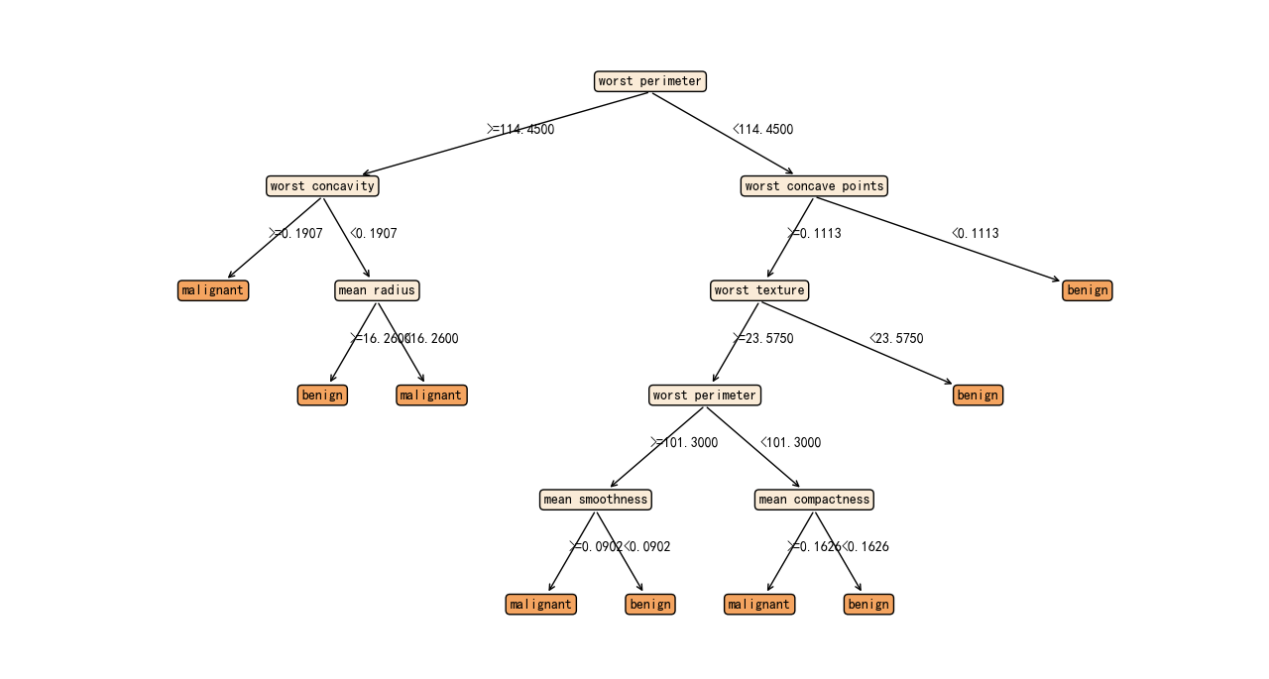 worst perimeter
>=114.4500
<114.4500
worst concavity
worst concave points
>=0.1907
<0.1907
>=0.1113
<0.1113
malignant
mean radius
worst texture
benign
>=16.2600
<16.2600
>=23.5750
<23.5750
benign
malignant
worst perimeter
benign
>=101.3000
<101.3000
mean smoothness
mean compactness
>=0.0902
<0.0902
>=0.1626
<0.1626
malignant
benign
malignant
benign